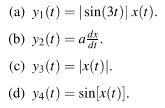 (a) y₁(t) = |sin(3t)| x(t).
(b) y₂(t) = a dx/dt.
(c) y₃(t) = |x(t)|.
(d) y₄(t) = sin[x(t)].